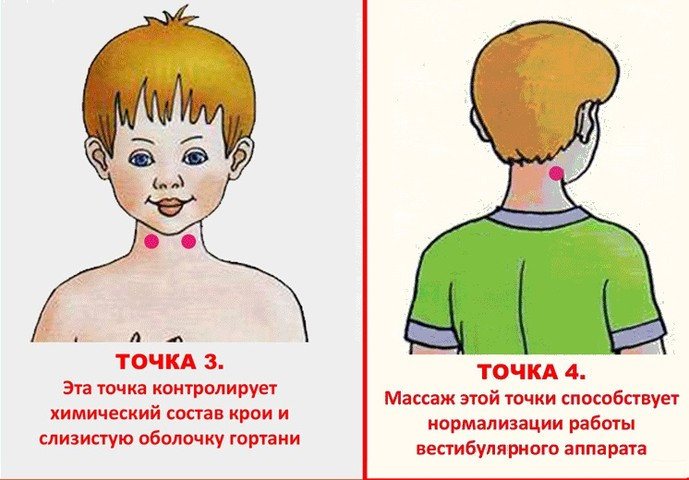 ТОЧКА 3.
Эта точка контролирует
химический состав крои и
слизистую оболочку гортани
ТОЧКА 4.
Массаж этой точки способствует
нормализации работы
вестибулярного аппарата